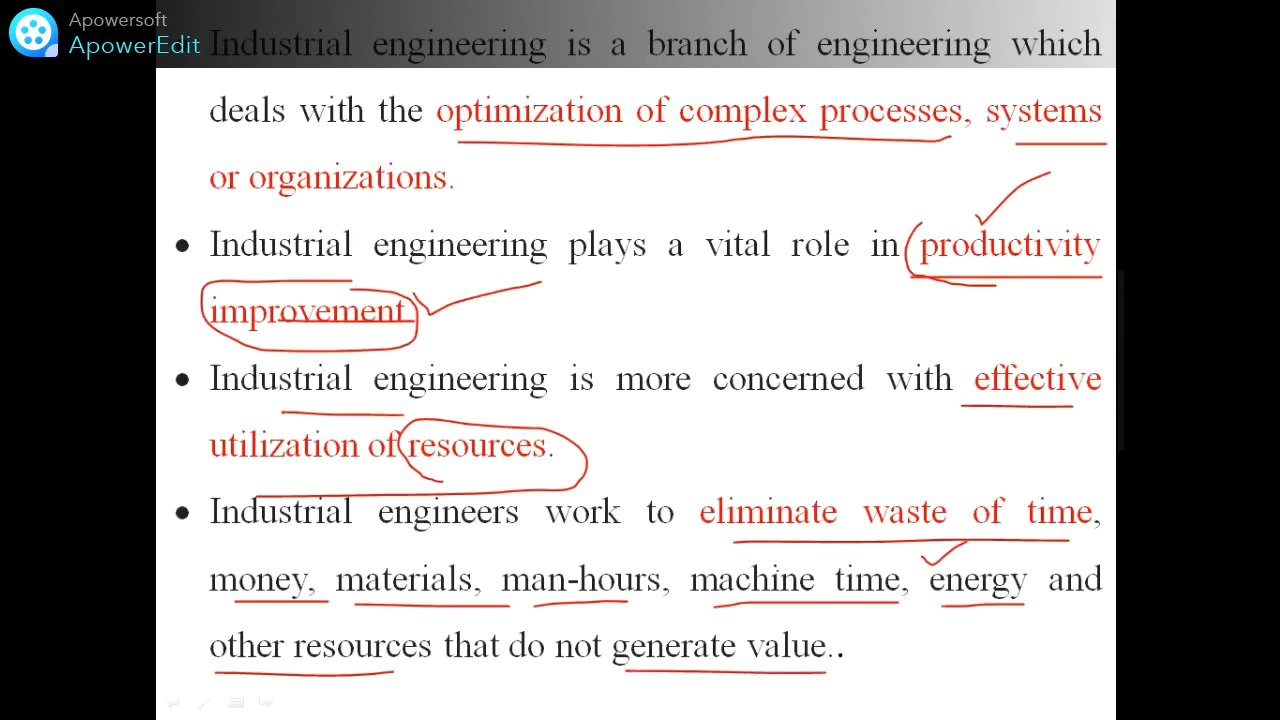 Apowersoft
ApowerEdit
Industrial engineering is a branch of engineering which
deals with the optimization of complex processes, systems
or organizations.
• Industrial engineering plays a vital role in productivity
improvement
• Industrial engineering is more concerned with effective
utilization of resources.
• Industrial engineers work to eliminate waste of time,
money, materials, man-hours, machine time, energy and
other resources that do not generate value..